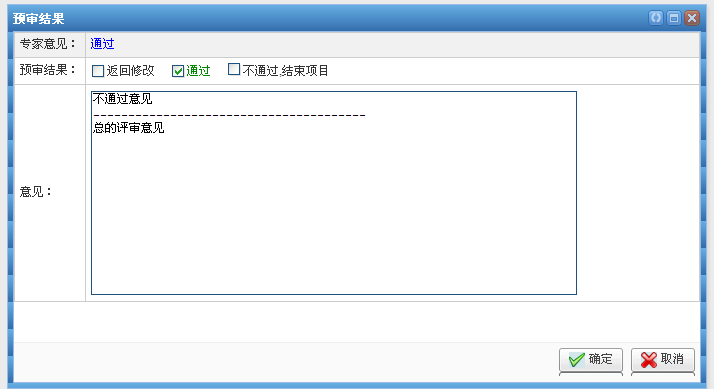 预审结果
专家意见： 通过
预审结果： 返回修改 通过 不通过,结束项目
意见：
不通过意见
---------------------------------------
总的评审意见
确定 取消